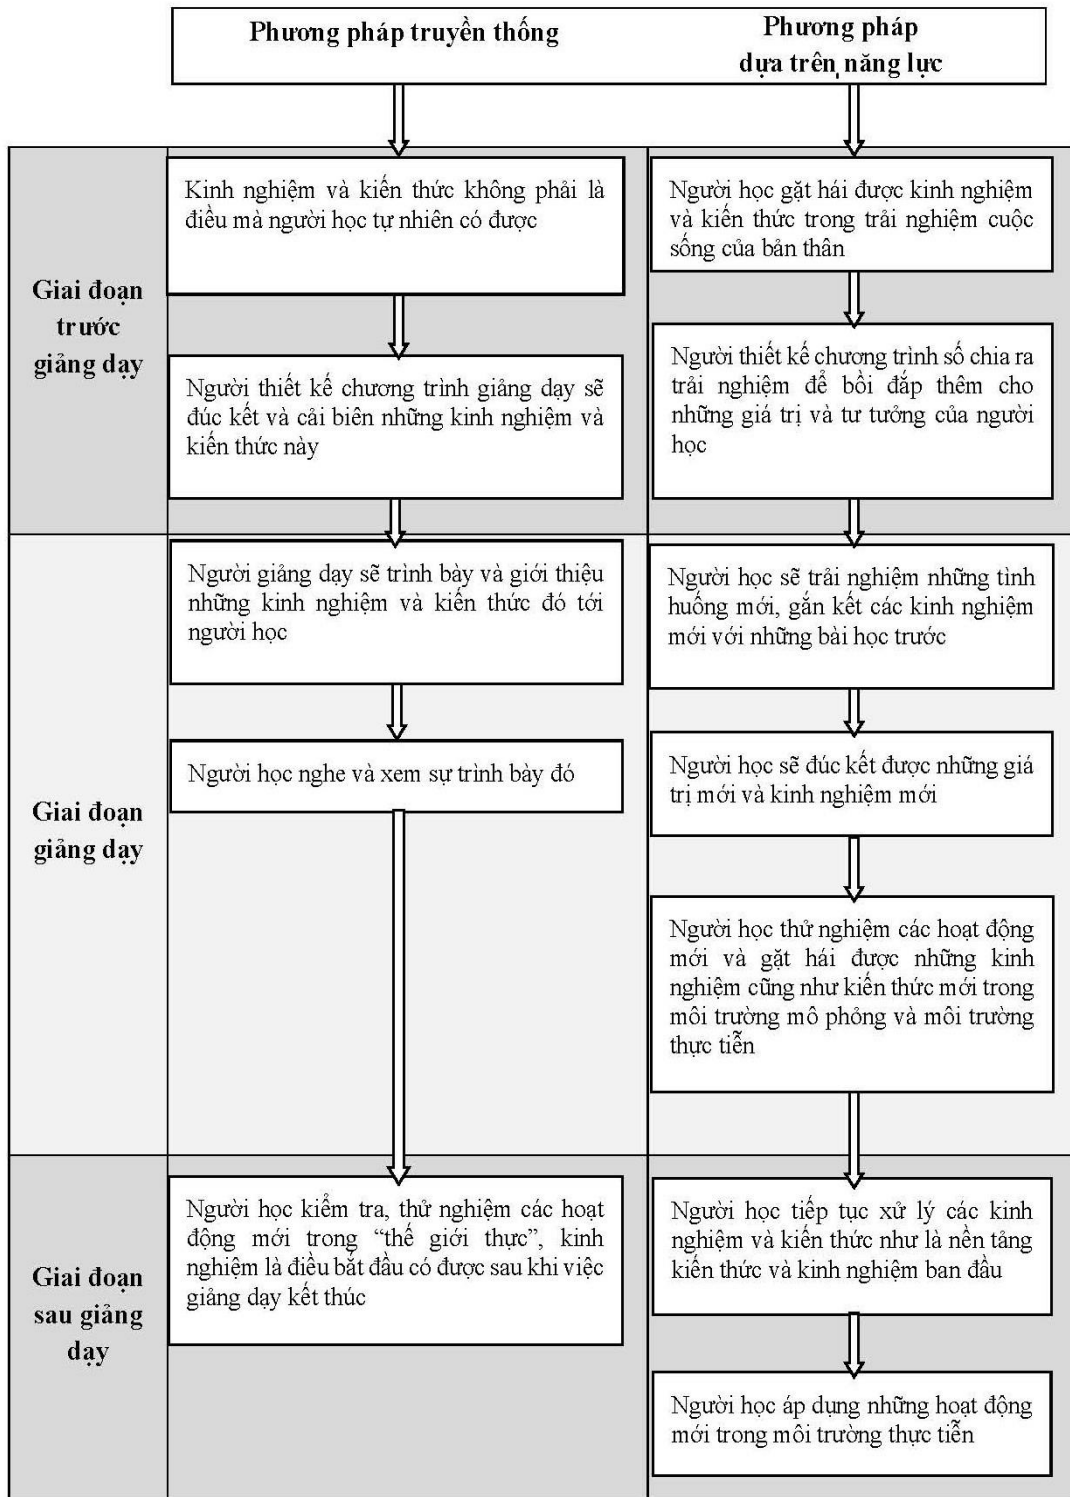 Phương pháp truyền thống
Phương pháp
dựa trên năng lực
Giai đoạn
trước
giảng dạy
Kinh nghiệm và kiến thức không phải là
điều mà người học tự nhiên có được
Người học gặt hái được kinh nghiệm
và kiến thức trong trải nghiệm cuộc
sống của bản thân
Người thiết kế chương trình giảng dạy sẽ
đúc kết và cải biên những kinh nghiệm và
kiến thức này
Người thiết kế chương trình số chia ra
trải nghiệm để bồi đắp thêm cho
những giá trị và tư tưởng của người
học
Giai đoạn
giảng dạy
Người giảng dạy sẽ trình bày và giới thiệu
những kinh nghiệm và kiến thức đó tới
người học
Người học sẽ trải nghiệm những tình
huống mới, gắn kết các kinh nghiệm
mới với những bài học trước
Người học nghe và xem sự trình bày đó
Người học sẽ đúc kết được những giá
trị mới và kinh nghiệm mới
Người học thử nghiệm các hoạt động
mới và gặt hái được những kinh
nghiệm cũng như kiến thức mới trong
môi trường mô phỏng và môi trường
thực tiễn
Giai đoạn
sau giảng
dạy
Người học kiểm tra, thử nghiệm các hoạt
động mới trong “thế giới thực”, kinh
nghiệm là điều bắt đầu có được sau khi việc
giảng dạy kết thúc
Người học tiếp tục xử lý các kinh
nghiệm và kiến thức như là nền tảng
kiến thức và kinh nghiệm ban đầu
Người học áp dụng những hoạt động
mới trong môi trường thực tiễn